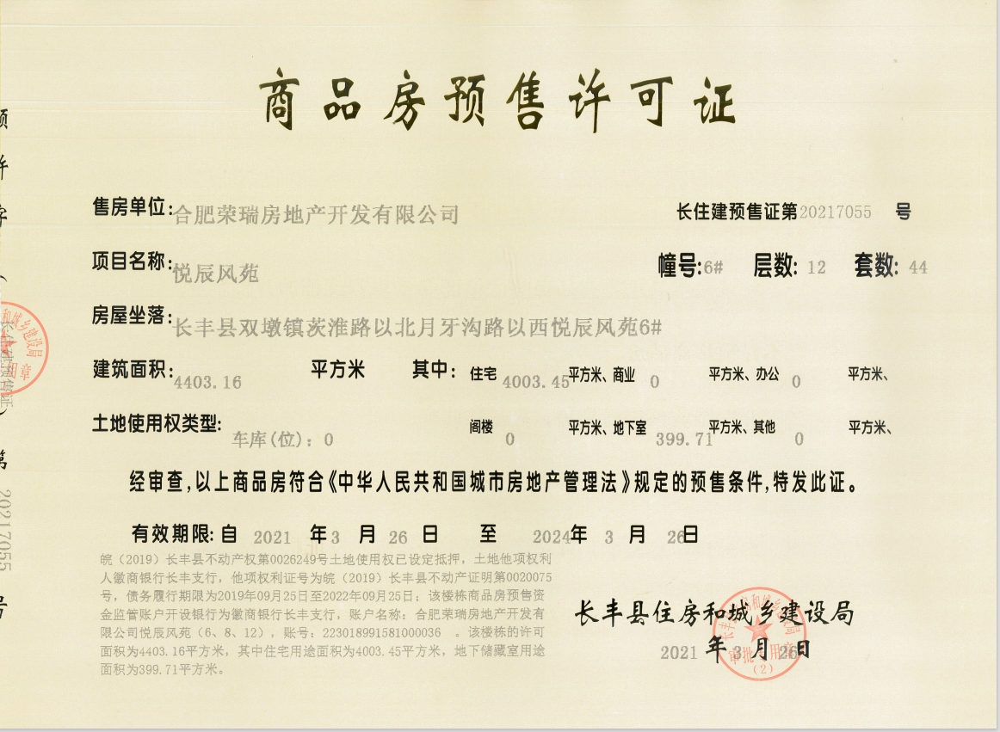 商品房预售许可证
售房单位:合肥荣瑞房地产开发有限公司 长住建预售证第20217055 号
项目名称:悦辰风苑 幢号:6# 层数: 12 套数: 44
房屋坐落:长丰县双墩镇茨淮路以北月牙沟路以西悦辰风苑6#
建筑面积:4403.16 平方米 其中: 住宅 4003.45平方米、商业 0 平方米、办公 0 平方米、
土地使用权类型: 车库(位): 0 阁楼 0 平方米、地下室 399.71平方米、其他 0 平方米、
经审查,以上商品房符合《中华人民共和国城市房地产管理法》规定的预售条件,特发此证。
有效期限: 自 2021 年3 月 26 日 至 2024年 3 月 26日
皖（2019）长丰县不动产权第0026249号土地使用权已设定抵押，土地他项权利
人徽商银行长丰支行，他项权利证号为皖（2019）长丰县不动产证明第0020075
号，债务履行期限为2019年09月25日至2022年09月25日；该楼栋商品房预售资
金监管账户开设银行为徽商银行长丰支行，账户名称：合肥荣瑞房地产开发有
限公司悦辰风苑（6、8、12），账号：223018991581000036 。该楼栋的许可
面积为4403.16平方米，其中住宅用途面积为4003.45平方米，地下储藏室用途
面积为399.71平方米。
长丰县住房和城乡建设局
2021 年 3 月 26日
审批专用章
(2)
和城乡建设局
用章
长住建预售证
第
20217055
号